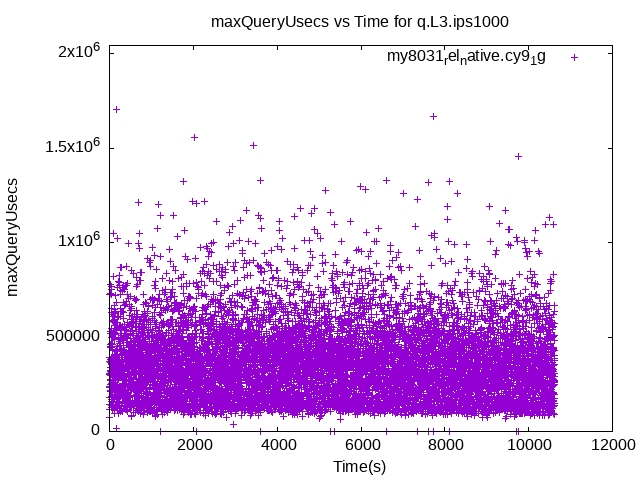 maxQueryUsecs vs Time for q.L3.ips1000
my8031relnative.cy91g
2x10^6
1.5x10^6
1x10^6
500000
0
maxQueryUsecs
0 2000 4000 6000 8000 10000 12000
Time(s)